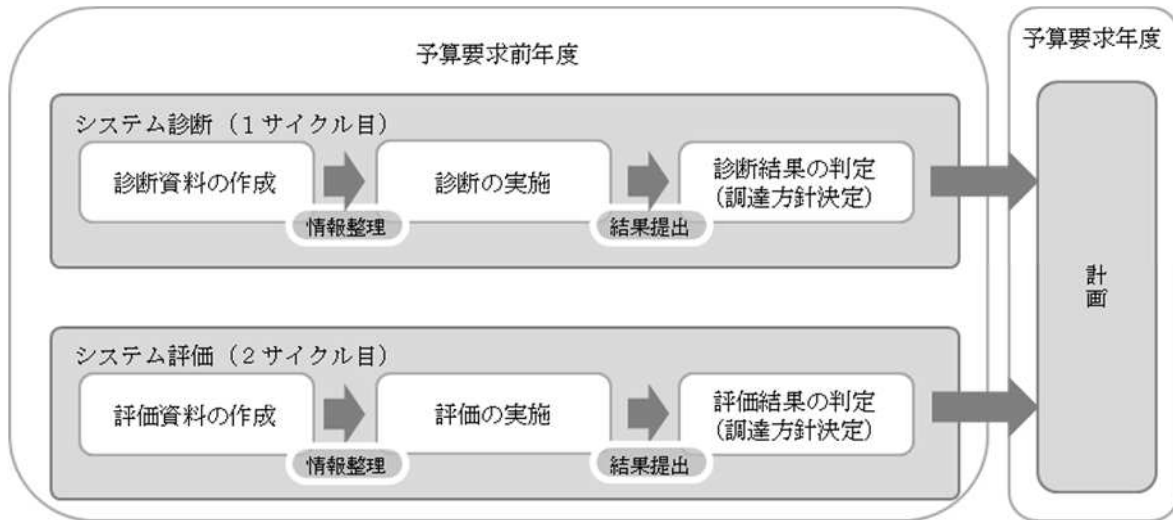 予算要求前年度
システム診断（１サイクル目）
診断資料の作成
情報整理
診断の実施
結果提出
診断結果の判定
(調達方針決定)
システム評価（２サイクル目）
評価資料の作成
情報整理
評価の実施
結果提出
評価結果の判定
(調達方針決定)
予算要求年度
計画